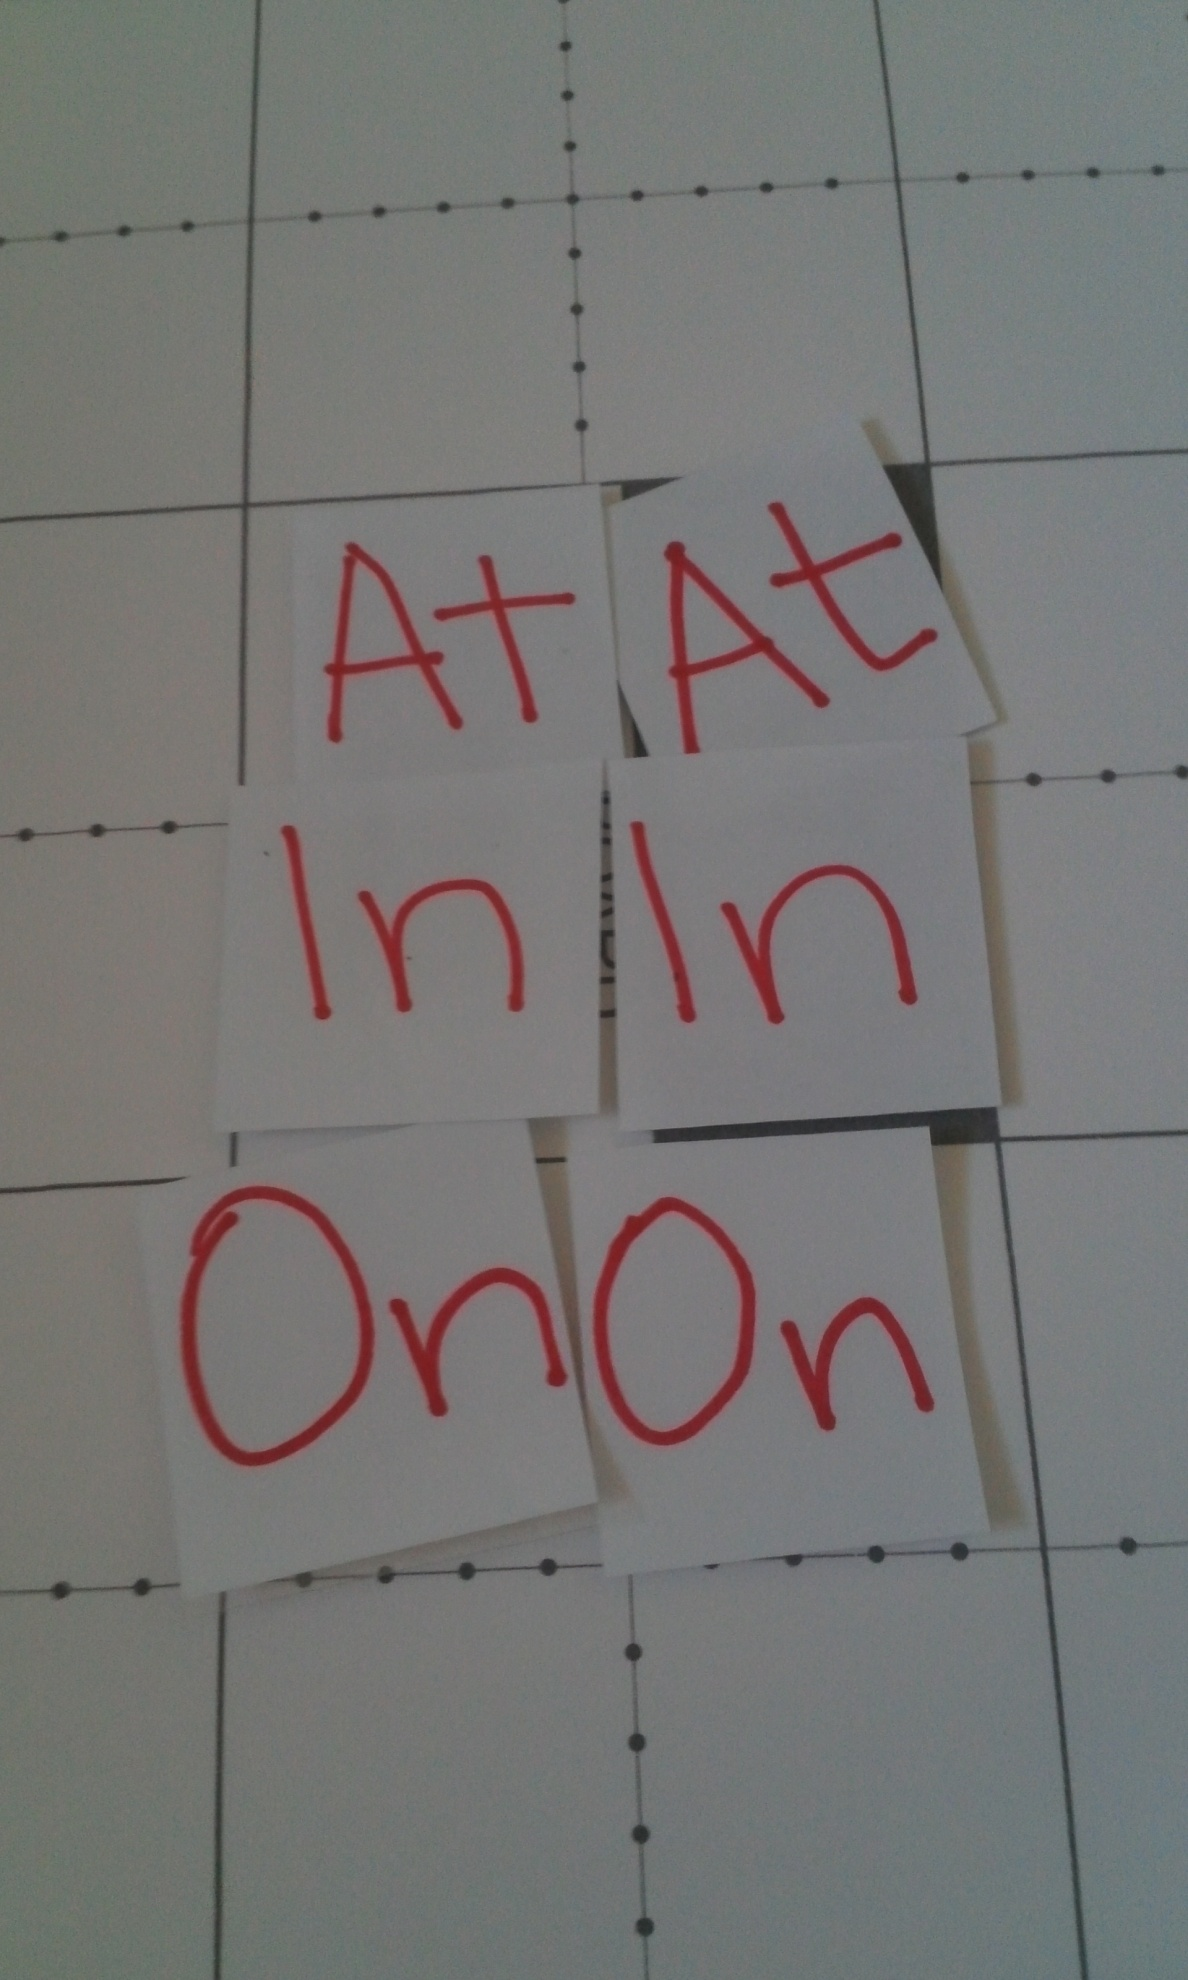 At At
In In
On On